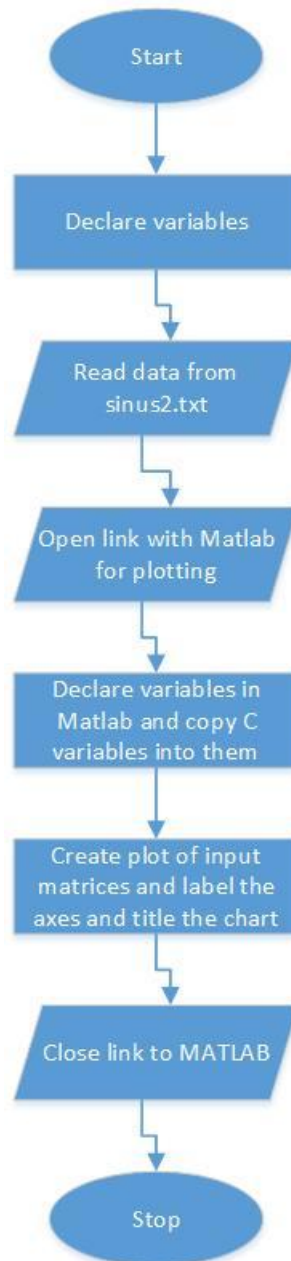 Start
Declare variables
Read data from
sinus2.txt
Open link with Matlab
for plotting
Declare variables in
Matlab and copy C
variables into them
Create plot of input
matrices and label the
axes and title the chart
Close link to MATLAB
Stop